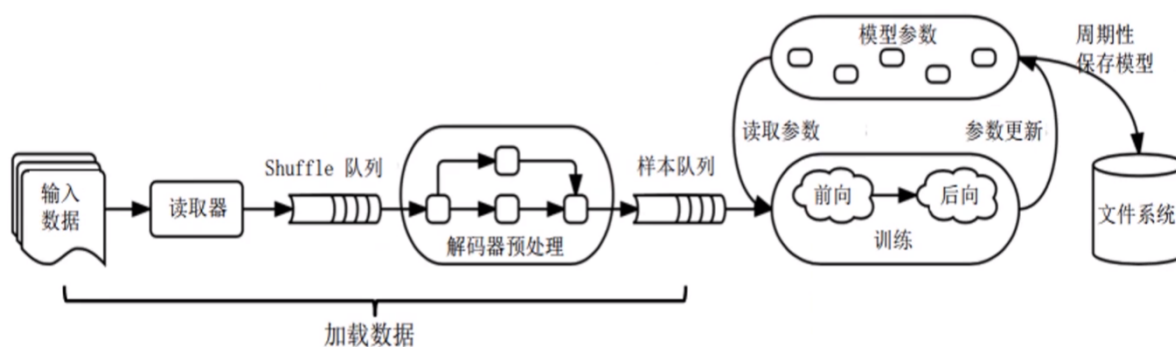 模型参数
周期性
保存模型
读取参数
参数更新
Shuffle 队列
样本队列
输入
数据
读取器
解码器预处理
前向
后向
训练
文件系统
加载数据